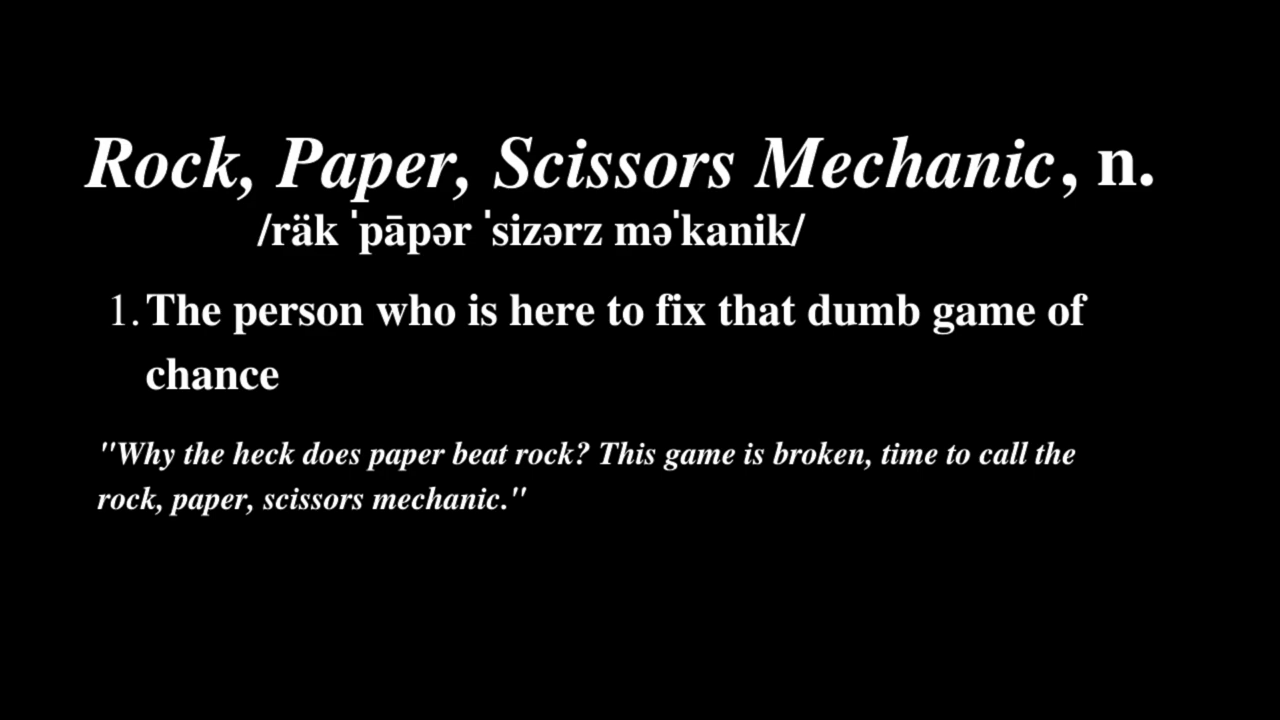 Rock, Paper, Scissors Mechanic, n.
/räk ˈpāpər ˈsizərz məˈkanik/
1. The person who is here to fix that dumb game of
chance
"Why the heck does paper beat rock? This game is broken, time to call the
rock, paper, scissors mechanic."